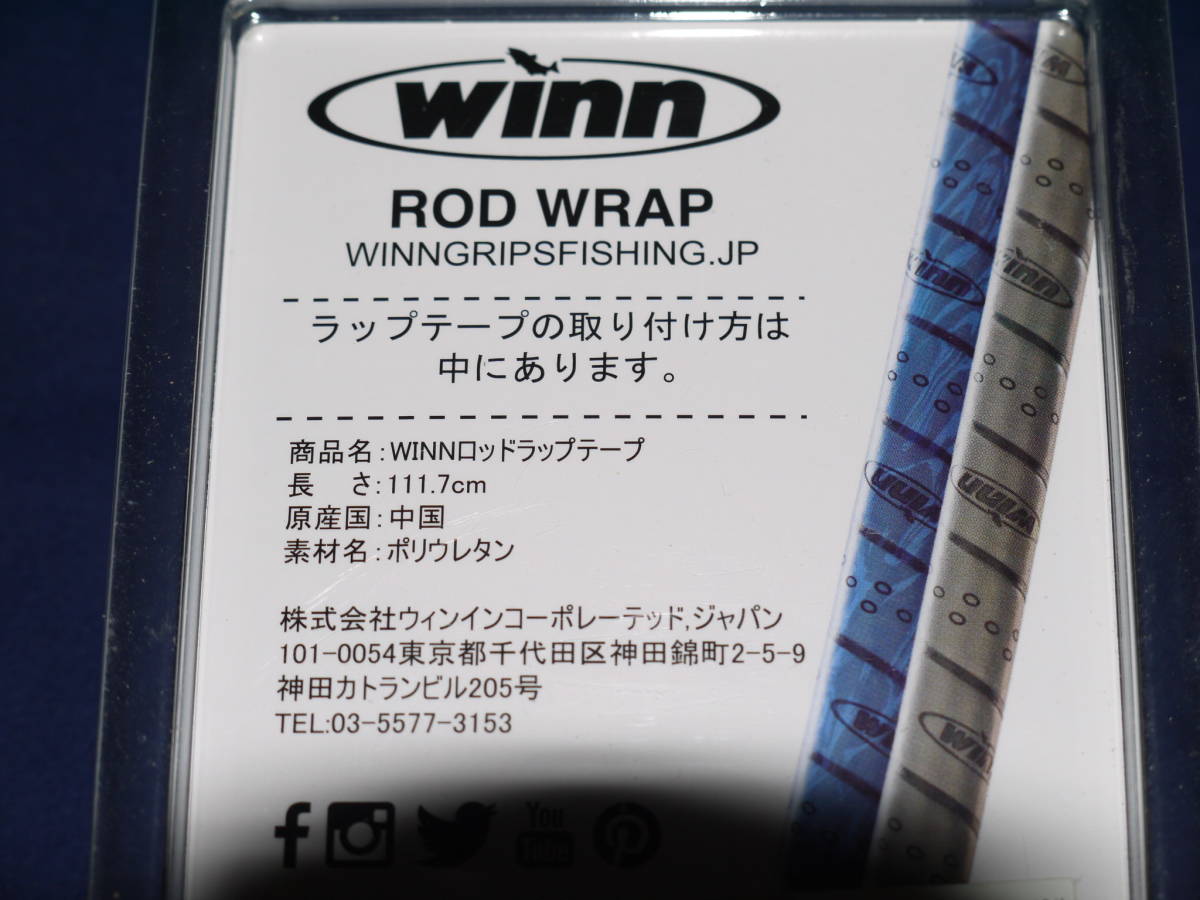 winn
ROD WRAP
WINNGRIPSFISHING.JP
ラップテープの取り付け方は
中にあります。
商品名：WINNロッドラップテープ
長　さ：111.7cm
原産国：中国
素材名：ポリウレタン
株式会社ウィンインコーポレーテッド,ジャパン
101-0054東京都千代田区神田錦町2-5-9
神田カトランビル205号
TEL:03-5577-3153
You
Tube
winn
winn
winn
winn